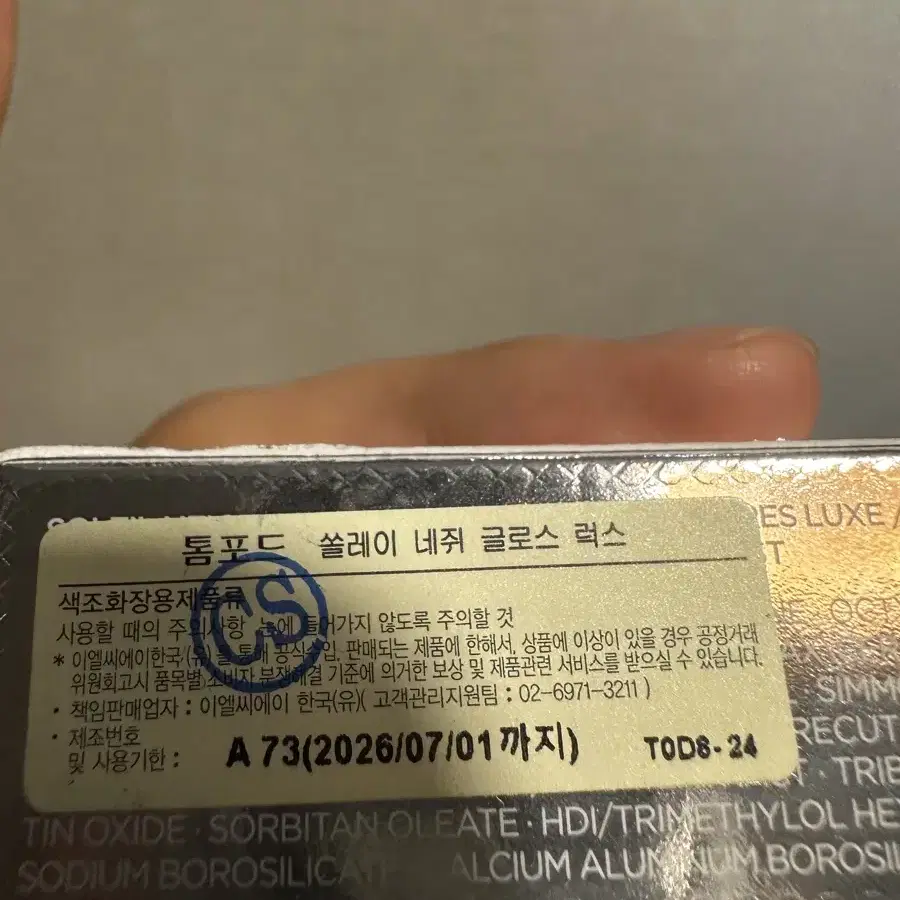 톰포드 쏠레이 네쥐 글로스 럭스
ES LUXE /
T
색조화장용제품류
사용할 때의 주의사항 눈에 들어가지 않도록 주의할 것
OCT
* 이엘씨에이한국(유)를 통해 공식수입, 판매되는 제품에 한해서, 상품에 이상이 있을 경우 공정거래
위원회고시 품목별 소비자 분쟁해결 기준에 의거한 보상 및 제품관련 서비스를 받으실 수 있습니다.
CS
SIMM
· 책임판매업자 : 이엘씨에이 한국(유)( 고객관리지원팀 : 02-6971-3211 )
RECUT
· 제조번호
및 사용기한 : A 73(2026/07/01까지) T0D8-24
TRIB
TIN OXIDE · SORBITAN OLEATE · HDI/TRIMETHYLOL HE
SODIUM BOROSILICAT ALCIUM ALUMINUM BOROSIL